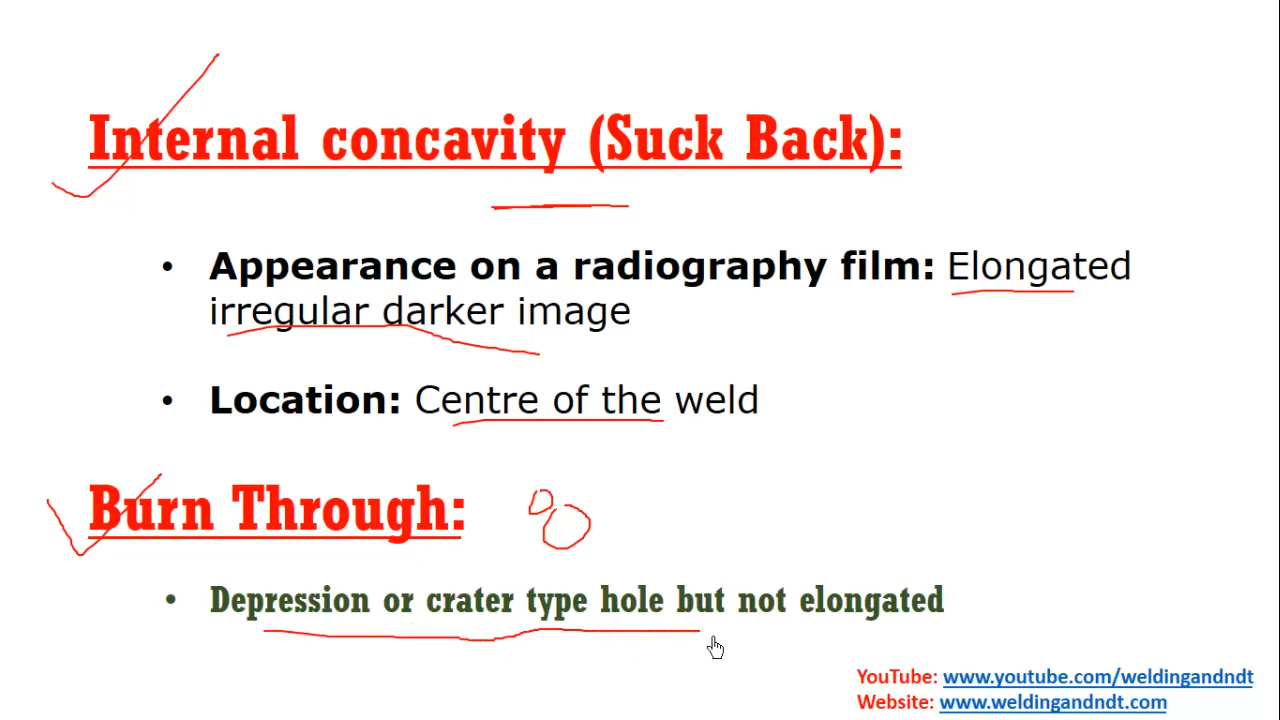 Internal concavity (Suck Back):
• Appearance on a radiography film: Elongated
irregular darker image
• Location: Centre of the weld
Burn Through:
• Depression or crater type hole but not elongated
YouTube: www.youtube.com/weldingandndt
Website: www.weldingandndt.com